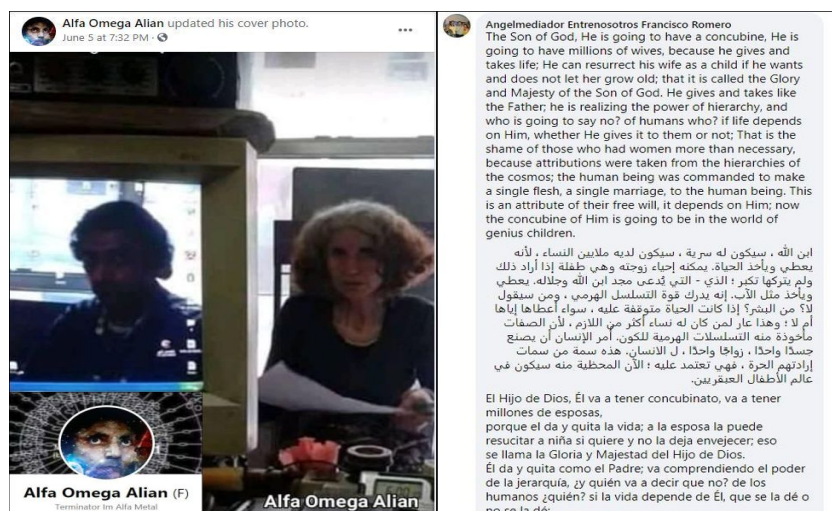 Alfa Omega Alian updated his cover photo.
June 5 at 7:32 PM ·
Alfa Omega Alian (F)
Terminator Im Alfa Metal
Alfa Omega Alian
Angelmediador Entrenosotros Francisco Romero
The Son of God, He is going to have a concubine, He is
going to have millions of wives, because he gives and
takes life; He can resurrect his wife as a child if he wants
and does not let her grow old; that it is called the Glory
and Majesty of the Son of God. He gives and takes like
the Father; he is realizing the power of hierarchy, and
who is going to say no? of humans who? if life depends
on Him, whether He gives it to them or not; That is the
shame of those who had women more than necessary,
because attributions were taken from the hierarchies of
the cosmos; the human being was commanded to make
a single flesh, a single marriage, to the human being. This
is an attribute of their free will, it depends on Him; now
the concubine of Him is going to be in the world of
genius children.
ابن الله ، سيكون له سرية ، سيكون لديه ملايين النساء ، لأنه
يعطي ويأخذ الحياة. يمكنه إحياء زوجته وهي طفلة إذا أراد ذلك
ولم يتركها تكبر ؛ الذي - التي يُدعى مجد ابن الله وجلاله. يعطي
ويأخذ مثل الآب. إنه يدرك قوة التسلسل الهرمي ، ومن سيقول
لا؟ من البشر؟ إذا كانت الحياة متوقفة عليه ، سواء أعطاها إياها
أم لا ؛ وهذا عار لمن كان له نساء أكثر من اللازم ، لأن الصفات
مأخوذة منه التسلسلات الهرمية للكون. أُمر الإنسان أن يصنع
جسدًا واحدًا ، زواجًا واحدًا ، ل الانسان. هذه سمة من سمات
إرادتهم الحرة ، فهي تعتمد عليه ؛ الآن المحظية منه سيكون في
عالم الأطفال العبقريين.
El Hijo de Dios, Él va a tener concubinato, va a tener
millones de esposas,
porque el da y quita la vida; a la esposa la puede
resucitar a niña si quiere y no la deja envejecer; eso
se llama la Gloria y Majestad del Hijo de Dios.
Él da y quita como el Padre; va comprendiendo el poder
de la jerarquía, ¿y quién va a decir que no? de los
humanos ¿quién? si la vida depende de Él, que se la dé o
no se la dé;